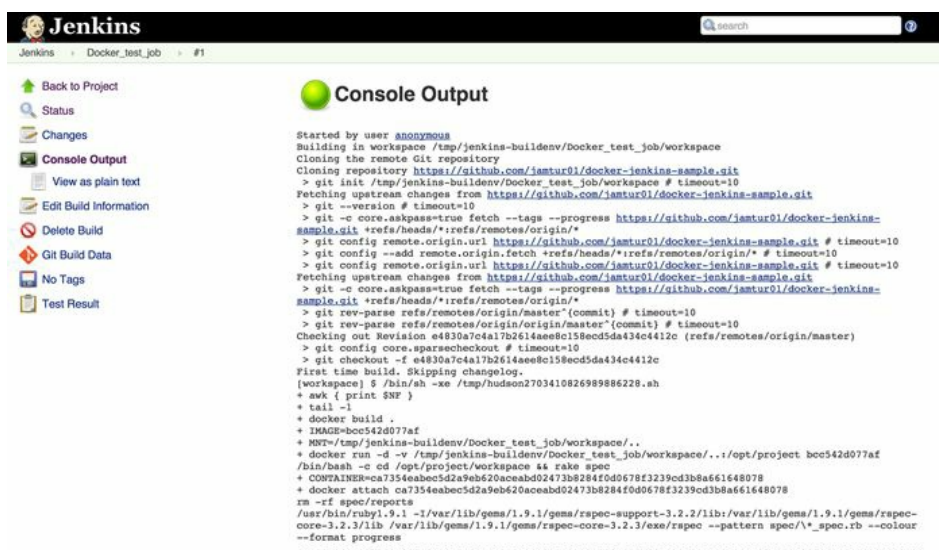 Jenkins
search
Jenkins Docker_test_job #1
Back to Project
Status
Changes
Console Output
View as plain text
Edit Build Information
Delete Build
Git Build Data
No Tags
Test Result
Console Output
Started by user anonymous
Building in workspace /tmp/jenkins-buildenv/Docker_test_job/workspace
Cloning the remote Git repository
Cloning repository https://github.com/jamtur01/docker-jenkins-sample.git
> git init /tmp/jenkins-buildenv/Docker_test_job/workspace # timeout=10
Fetching upstream changes from https://github.com/jamtur01/docker-jenkins-sample.git
> git --version # timeout=10
> git -c core.askpass=true fetch --tags --progress https://github.com/jamtur01/docker-jenkins-
sample.git +refs/heads/*:refs/remotes/origin/*
> git config remote.origin.url https://github.com/jamtur01/docker-jenkins-sample.git # timeout=10
> git config --add remote.origin.fetch +refs/heads/*:refs/remotes/origin/* # timeout=10
> git config remote.origin.url https://github.com/jamtur01/docker-jenkins-sample.git # timeout=10
Fetching upstream changes from https://github.com/jamtur01/docker-jenkins-sample.git
> git -c core.askpass=true fetch --tags --progress https://github.com/jamtur01/docker-jenkins-
sample.git +refs/heads/*:refs/remotes/origin/*
> git rev-parse refs/remotes/origin/master^{commit} # timeout=10
> git rev-parse refs/remotes/origin/origin/master^{commit} # timeout=10
Checking out Revision e4830a7c4a17b2614aee8c158ecd5da434c4412c (refs/remotes/origin/master)
> git config core.sparsecheckout # timeout=10
> git checkout -f e4830a7c4a17b2614aee8c158ecd5da434c4412c
First time build. Skipping changelog.
[workspace] $ /bin/sh -xe /tmp/hudson2703410826989886228.sh
+ awk { print $NF }
+ tail -1
+ docker build .
+ IMAGE=bcc542d077af
+ MNT=/tmp/jenkins-buildenv/Docker_test_job/workspace/..
+ docker run -d -v /tmp/jenkins-buildenv/Docker_test_job/workspace/..:/opt/project bcc542d077af
/bin/bash -c cd /opt/project/workspace && rake spec
+ CONTAINER=ca7354eabec5d2a9eb620aceabd02473b8284f0d0678f3239cd3b8a661648078
+ docker attach ca7354eabec5d2a9eb620aceabd02473b8284f0d0678f3239cd3b8a661648078
rm -rf spec/reports
/usr/bin/ruby1.9.1 -I/var/lib/gems/1.9.1/gems/rspec-support-3.2.2/lib:/var/lib/gems/1.9.1/gems/rspec-
core-3.2.3/lib /var/lib/gems/1.9.1/gems/rspec-core-3.2.3/exe/rspec --pattern spec/\*_spec.rb --colour
--format progress